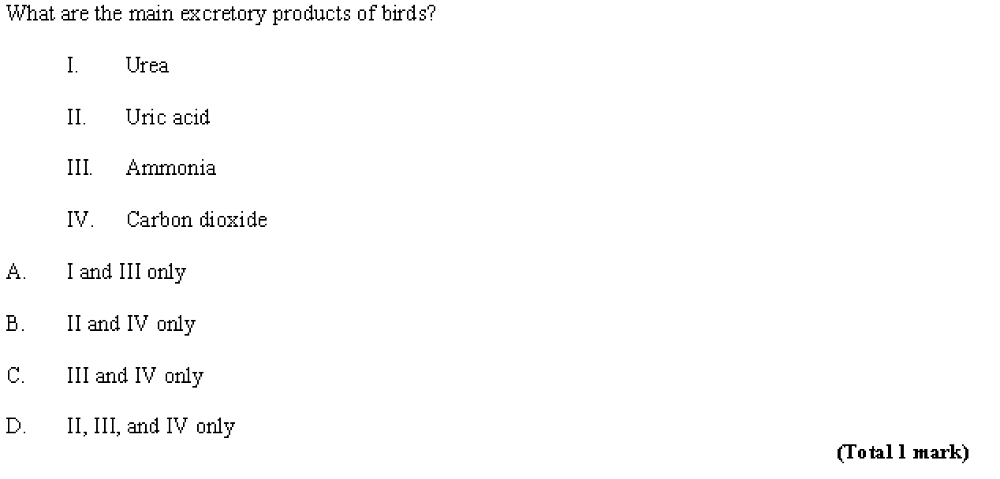 What are the main excretory products of birds?
I. Urea
II. Uric acid
III. Ammonia
IV. Carbon dioxide
A. I and III only
B. II and IV only
C. III and IV only
D. II, III, and IV only
(Total 1 mark)